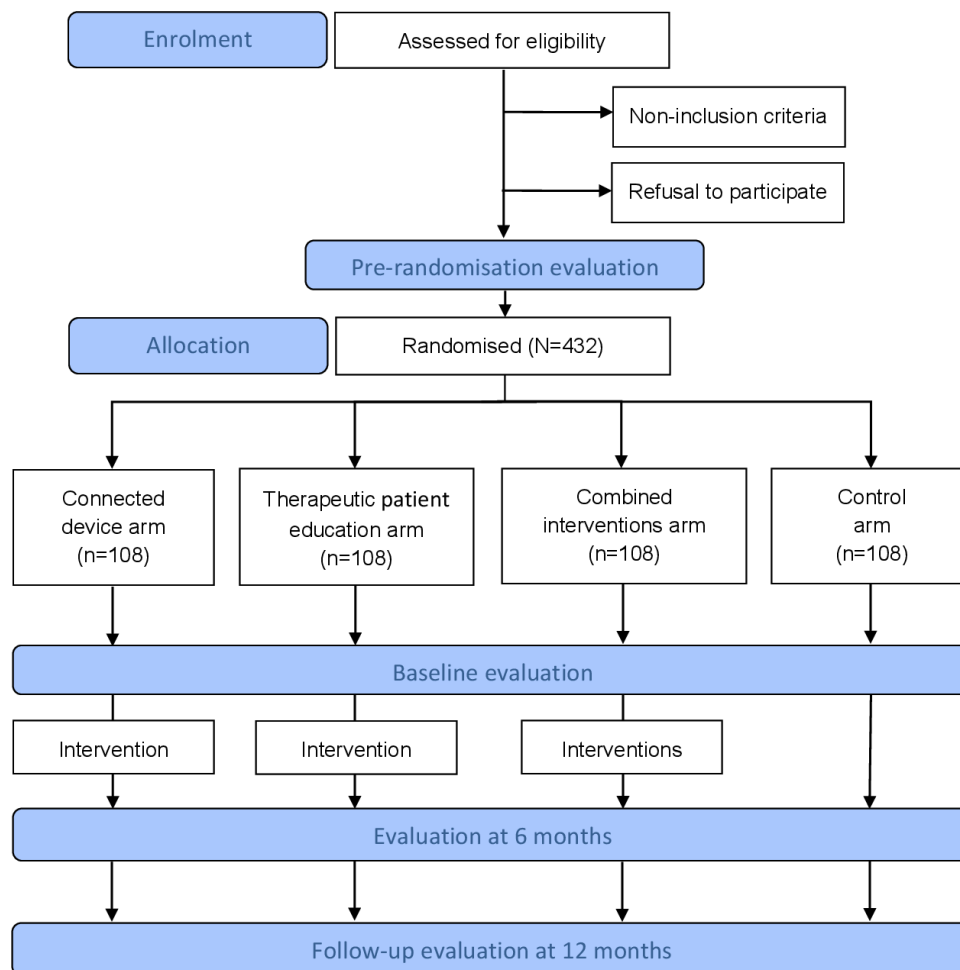 Enrolment
Assessed for eligibility
Non-inclusion criteria
Refusal to participate
Pre-randomisation evaluation
Allocation
Randomised (N=432)
Connected
device arm
(n=108)
Therapeutic patient
education arm
(n=108)
Combined
interventions arm
(n=108)
Control
arm
(n=108)
Baseline evaluation
Intervention
Intervention
Interventions
Evaluation at 6 months
Follow-up evaluation at 12 months